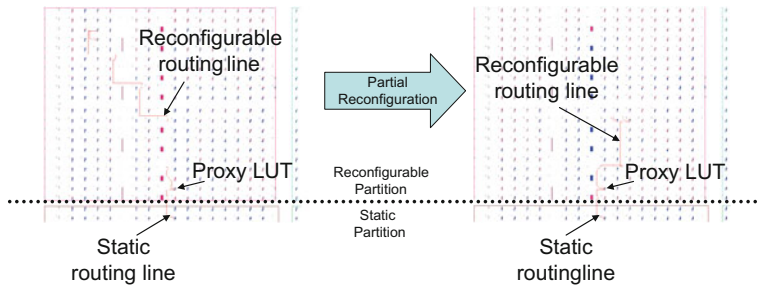 Reconfigurable
routing line
Partial
Reconfiguration
Reconfigurable
routing line
Proxy LUT
Reconfigurable
Partition
Proxy LUT
Static
Partition
Static
routing line
Static
routingline